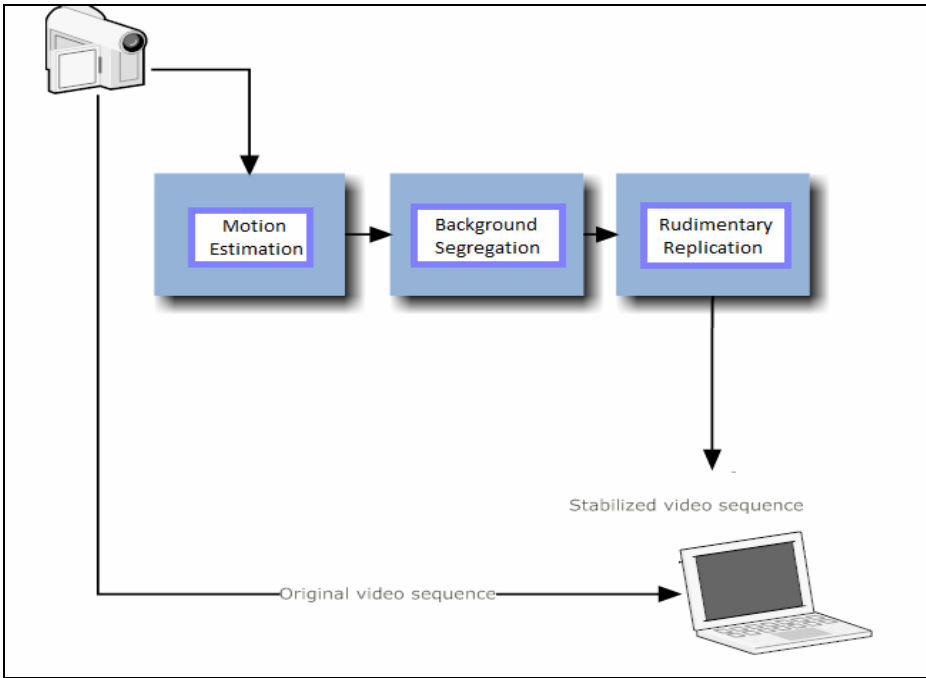 Motion
Estimation
Background
Segregation
Rudimentary
Replication
Stabilized video sequence
Original video sequence